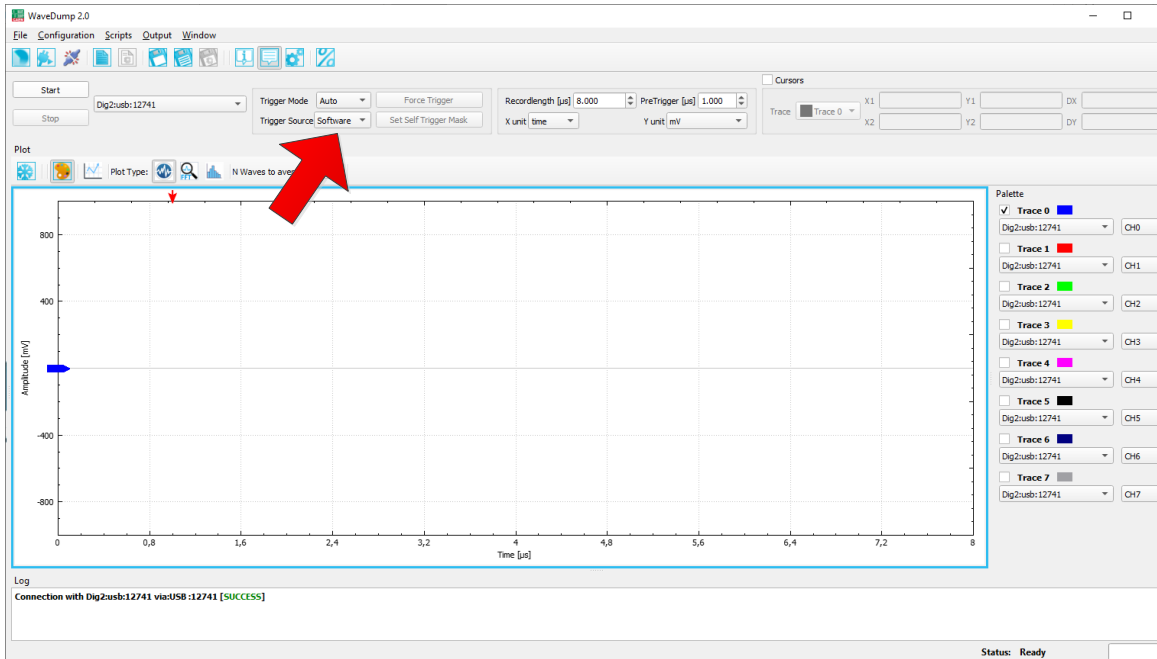 WaveDump 2.0
File Configuration Scripts Output Window
Start
Stop
Dig2:usb:12741
Trigger Mode Auto Force Trigger
Trigger Source Software Set Self Trigger Mask
Recordlength [µs] 8.000 PreTrigger [µs] 1.000
X unit time Y unit mV
Cursors
Trace Trace 0
X1 Y1 DX
X2 Y2 DY
Plot
Plot Type: FFT N Waves to
800
400
-400
-800
Amplitude [mV]
0 0,8 1,6 2,4 3,2 4 4,8 5,6 6,4 7,2 8
Time [µs]
Palette
Trace 0
Dig2:usb:12741 CH0
Trace 1
Dig2:usb:12741 CH1
Trace 2
Dig2:usb:12741 CH2
Trace 3
Dig2:usb:12741 CH3
Trace 4
Dig2:usb:12741 CH4
Trace 5
Dig2:usb:12741 CH5
Trace 6
Dig2:usb:12741 CH6
Trace 7
Dig2:usb:12741 CH7
Log
Connection with Dig2:usb:12741 via:USB :12741 [SUCCESS]
Status: Ready